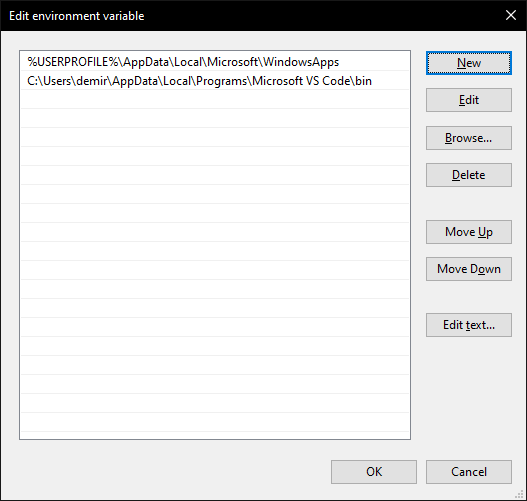 Edit environment variable
%USERPROFILE%\AppData\Local\Microsoft\WindowsApps
C:\Users\demir\AppData\Local\Programs\Microsoft VS Code\bin
New
Edit
Browse...
Delete
Move Up
Move Down
Edit text...
OK
Cancel